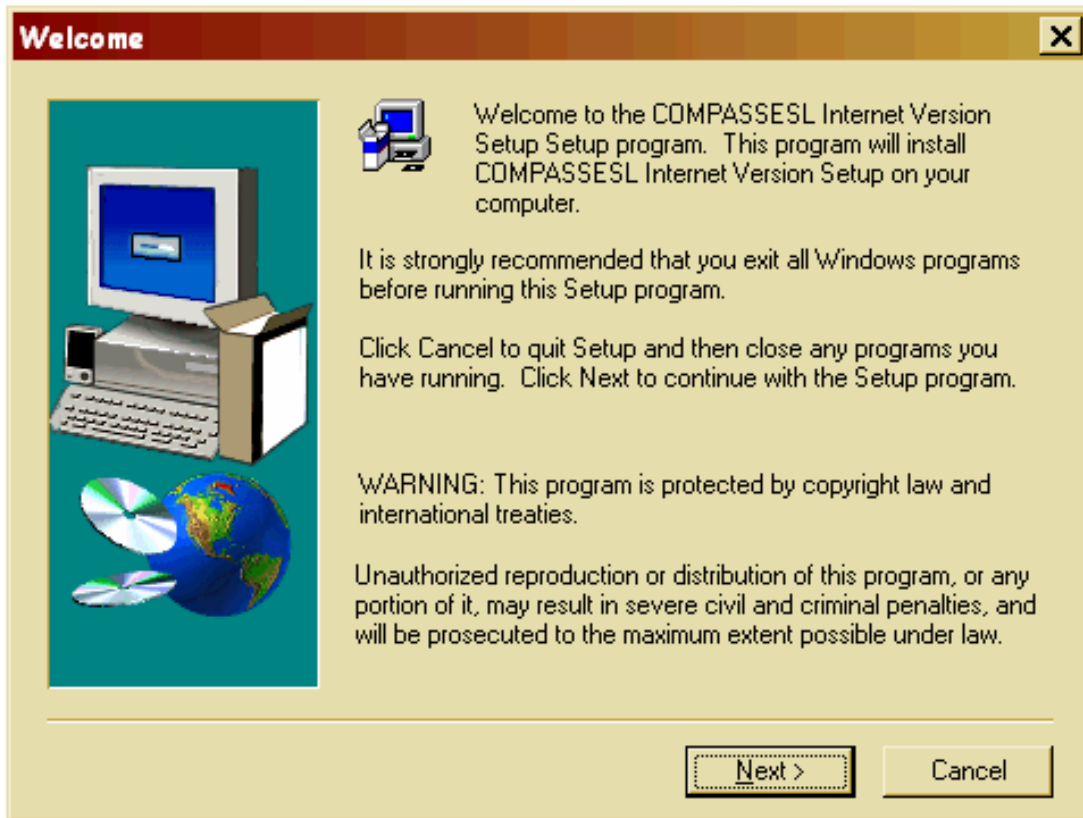 Welcome
Welcome to the COMPASSESL Internet Version
Setup Setup program.  This program will install
COMPASSESL Internet Version Setup on your
computer.
It is strongly recommended that you exit all Windows programs
before running this Setup program.
Click Cancel to quit Setup and then close any programs you
have running.  Click Next to continue with the Setup program.
WARNING: This program is protected by copyright law and
international treaties.
Unauthorized reproduction or distribution of this program, or any
portion of it, may result in severe civil and criminal penalties, and
will be prosecuted to the maximum extent possible under law.
Next >
Cancel